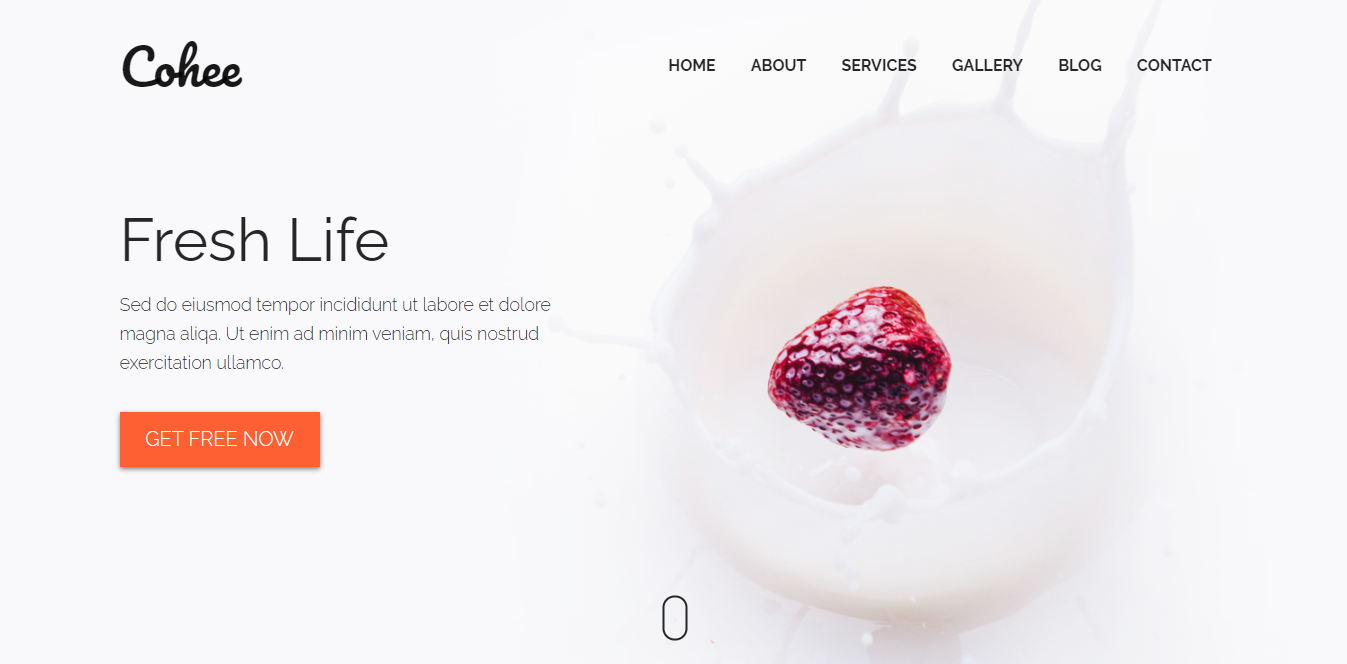 Cohee
HOME ABOUT SERVICES GALLERY BLOG CONTACT
Fresh Life
Sed do eiusmod tempor incididunt ut labore et dolore
magna aliqa. Ut enim ad minim veniam, quis nostrud
exercitation ullamco.
GET FREE NOW